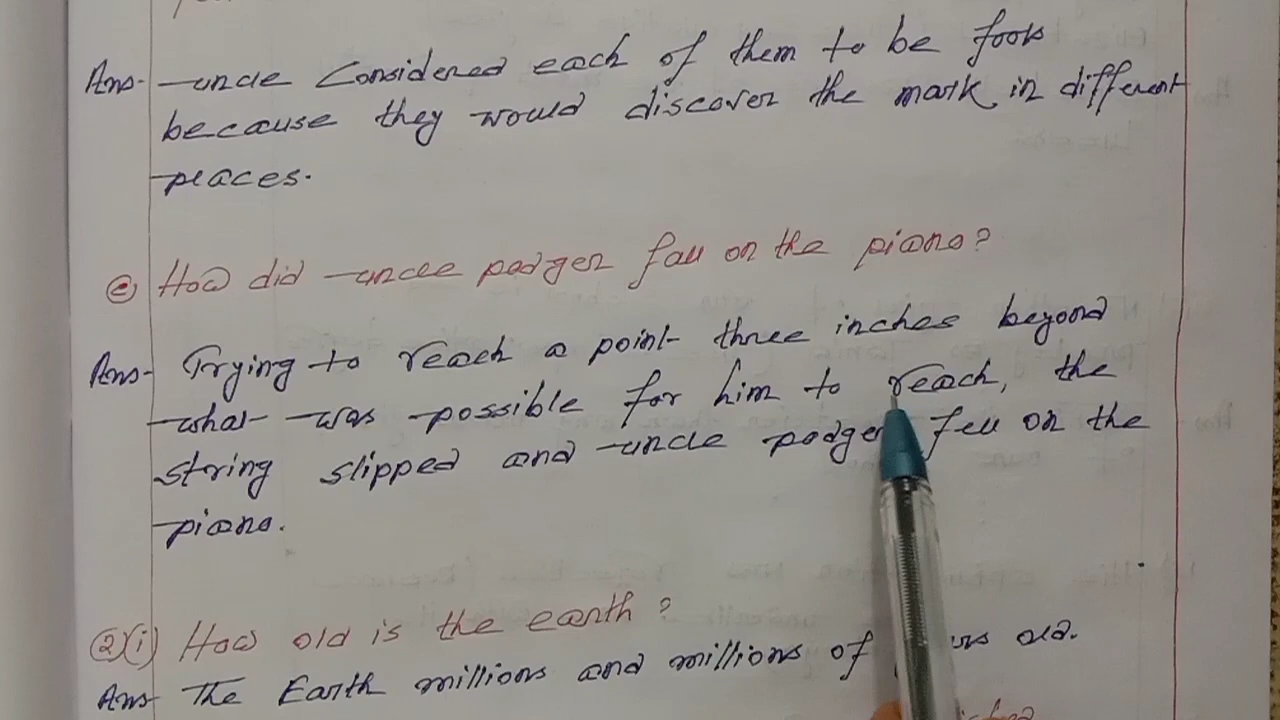 Ans- uncle Considered each of them to be fools
because they would discover the mark in different
places.
(e) How did uncle podger fall on the piano?
Ans- Trying to reach a point three inches beyond
what was possible for him to reach, the
string slipped and uncle podger fell on the
piano.
(2)(i) How old is the earth?
Ans- The Earth millions and millions of old.